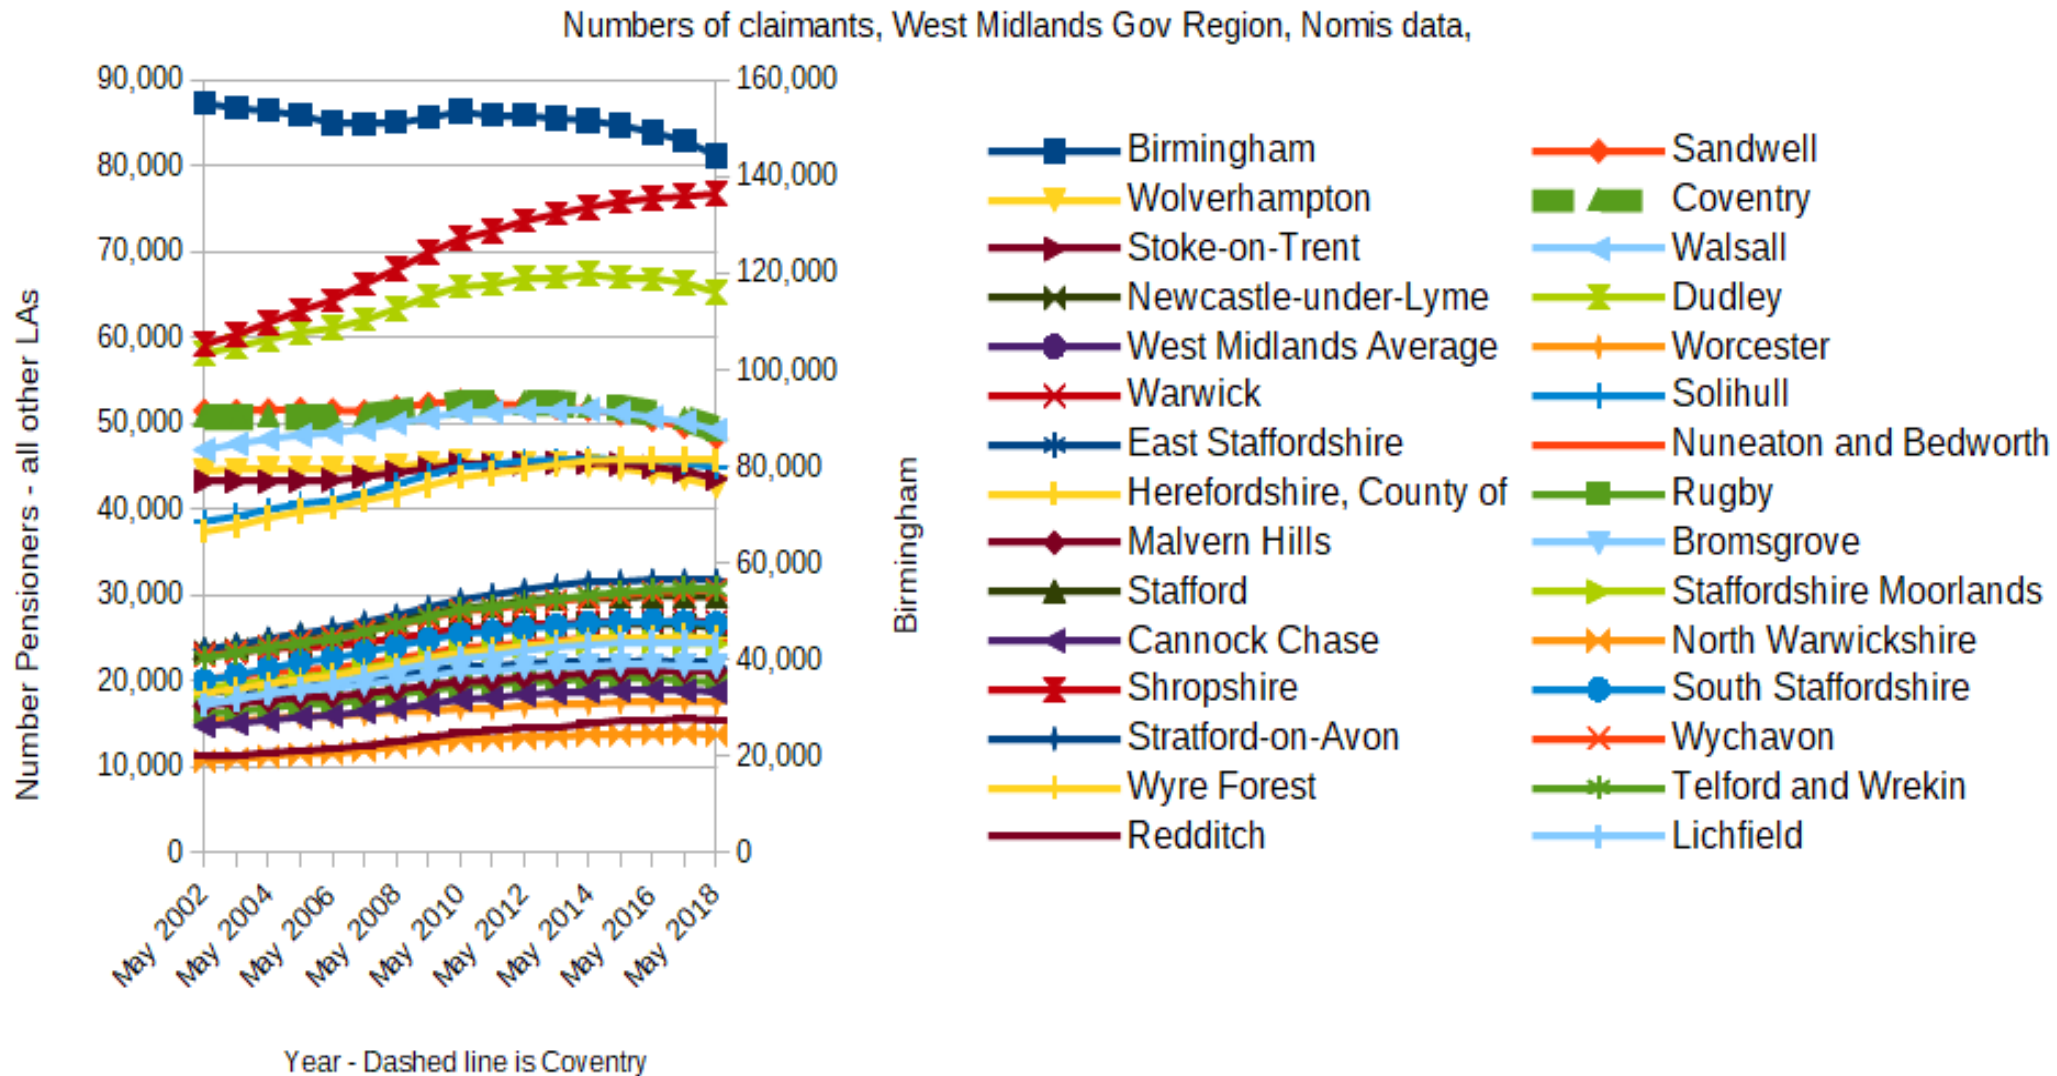 Numbers of claimants, West Midlands Gov Region, Nomis data,
90,000
80,000
70,000
60,000
50,000
40,000
30,000
20,000
10,000
0
160,000
140,000
120,000
100,000
80,000
60,000
40,000
20,000
0
Number Pensioners - all other LAs
Birmingham
May 2002
May 2004
May 2006
May 2008
May 2010
May 2012
May 2014
May 2016
May 2018
Year - Dashed line is Coventry
Birmingham
Sandwell
Wolverhampton
Coventry
Stoke-on-Trent
Walsall
Newcastle-under-Lyme
Dudley
West Midlands Average
Worcester
Warwick
Solihull
East Staffordshire
Nuneaton and Bedworth
Herefordshire, County of
Rugby
Malvern Hills
Bromsgrove
Stafford
Staffordshire Moorlands
Cannock Chase
North Warwickshire
Shropshire
South Staffordshire
Stratford-on-Avon
Wychavon
Wyre Forest
Telford and Wrekin
Redditch
Lichfield